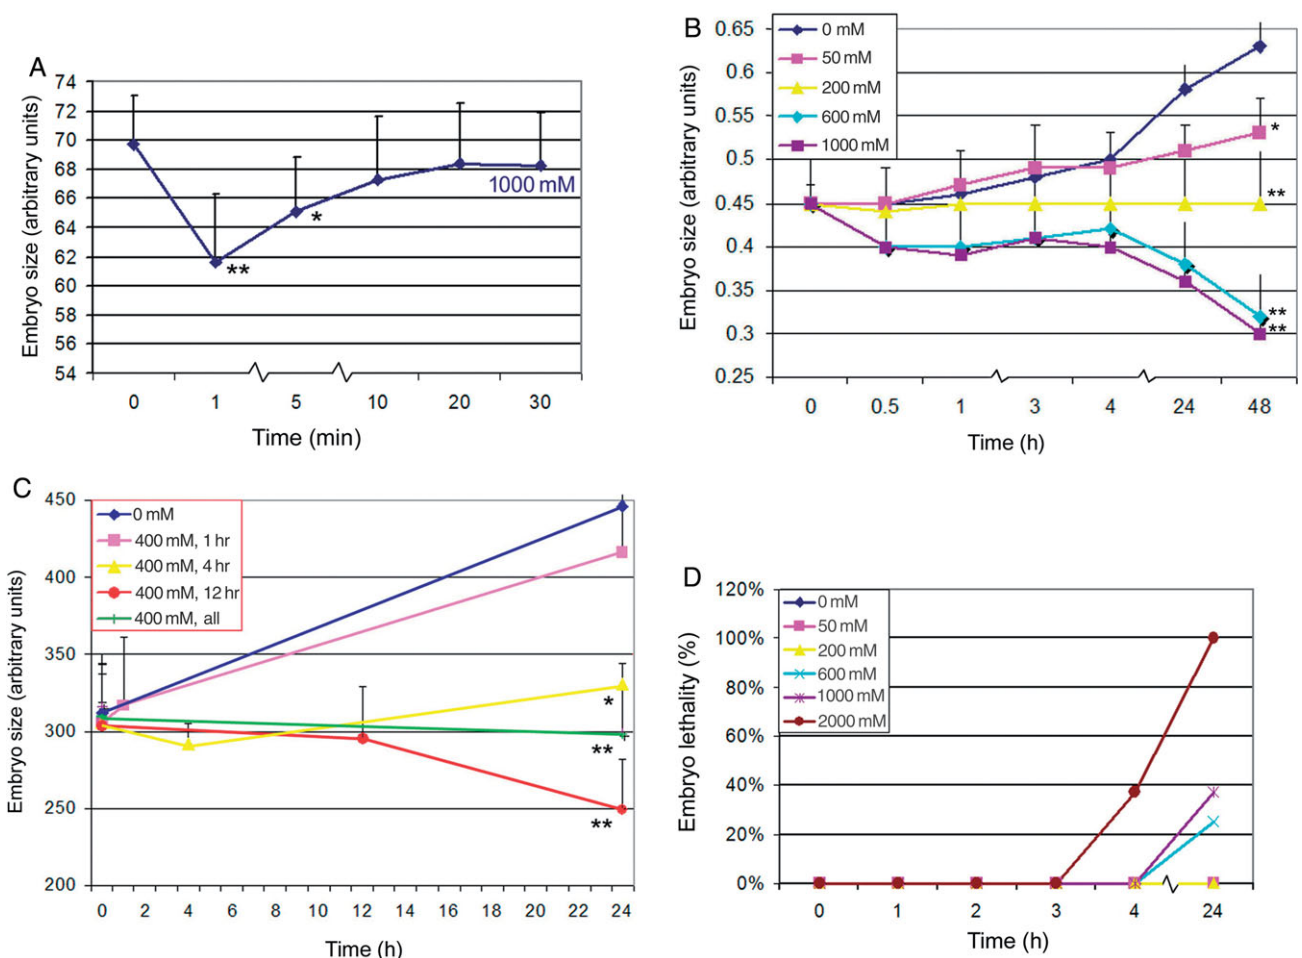 A
Embryo size (arbitrary units)
74
72
70
68
66
64
62
60
58
56
54
**
*
1000 mM
0 1 5 10 20 30
Time (min)
B
Embryo size (arbitrary units)
0.65
0.6
0.55
0.5
0.45
0.4
0.35
0.3
0.25
0 mM
50 mM
200 mM
600 mM
1000 mM
*
**
**
**
0 0.5 1 3 4 24 48
Time (h)
C
Embryo size (arbitrary units)
450
400
350
300
250
200
0 mM
400 mM, 1 hr
400 mM, 4 hr
400 mM, 12 hr
400 mM, all
*
**
**
0 2 4 6 8 10 12 14 16 18 20 22 24
Time (h)
D
Embryo lethality (%)
120%
100%
80%
60%
40%
20%
0%
0 mM
50 mM
200 mM
600 mM
1000 mM
2000 mM
0 1 2 3 4 24
Time (h)